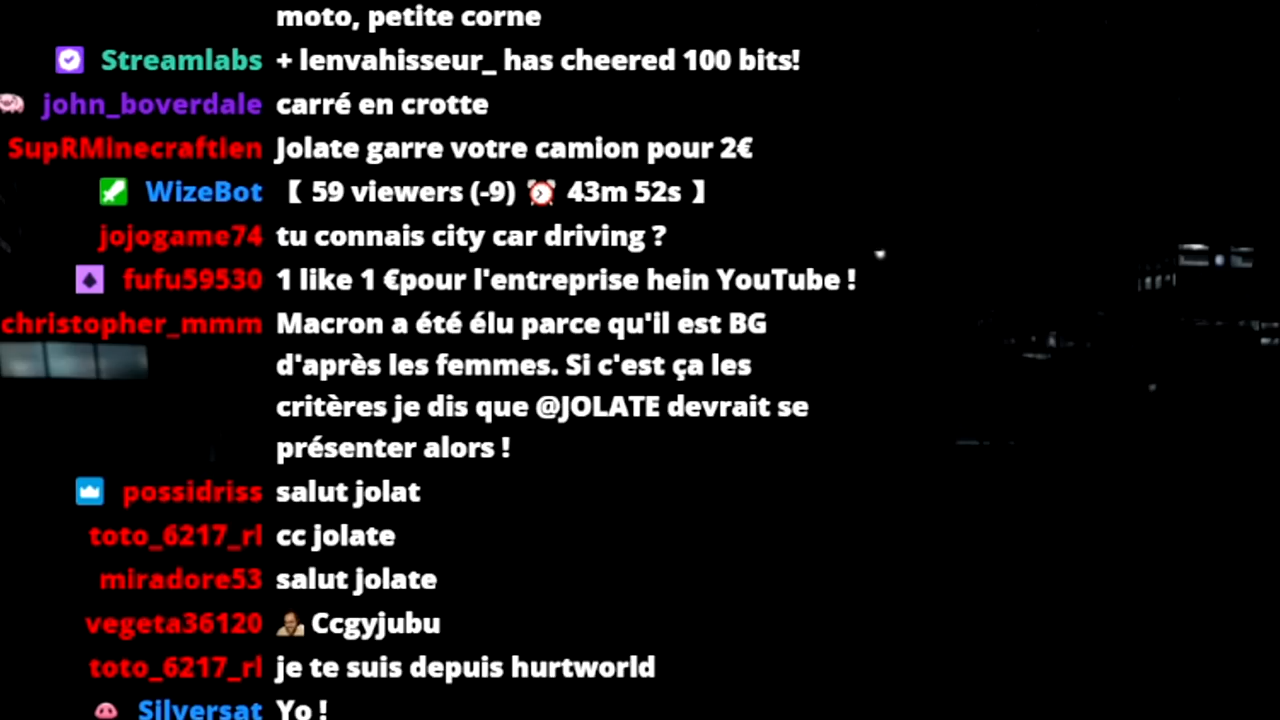 moto, petite corne
Streamlabs + lenvahisseur_ has cheered 100 bits!
john_boverdale carré en crotte
SupRMinecraftien Jolate garre votre camion pour 2€
WizeBot 【 59 viewers (-9) ⏰ 43m 52s 】
jojogame74 tu connais city car driving ?
fufu59530 1 like 1 €pour l'entreprise hein YouTube !
christopher_mmm Macron a été élu parce qu'il est BG
d'après les femmes. Si c'est ça les
critères je dis que @JOLATE devrait se
présenter alors !
possidriss salut jolat
toto_6217_rl cc jolate
miradore53 salut jolate
vegeta36120 Ccgyjubu
toto_6217_rl je te suis depuis hurtworld
Silversat Yo !